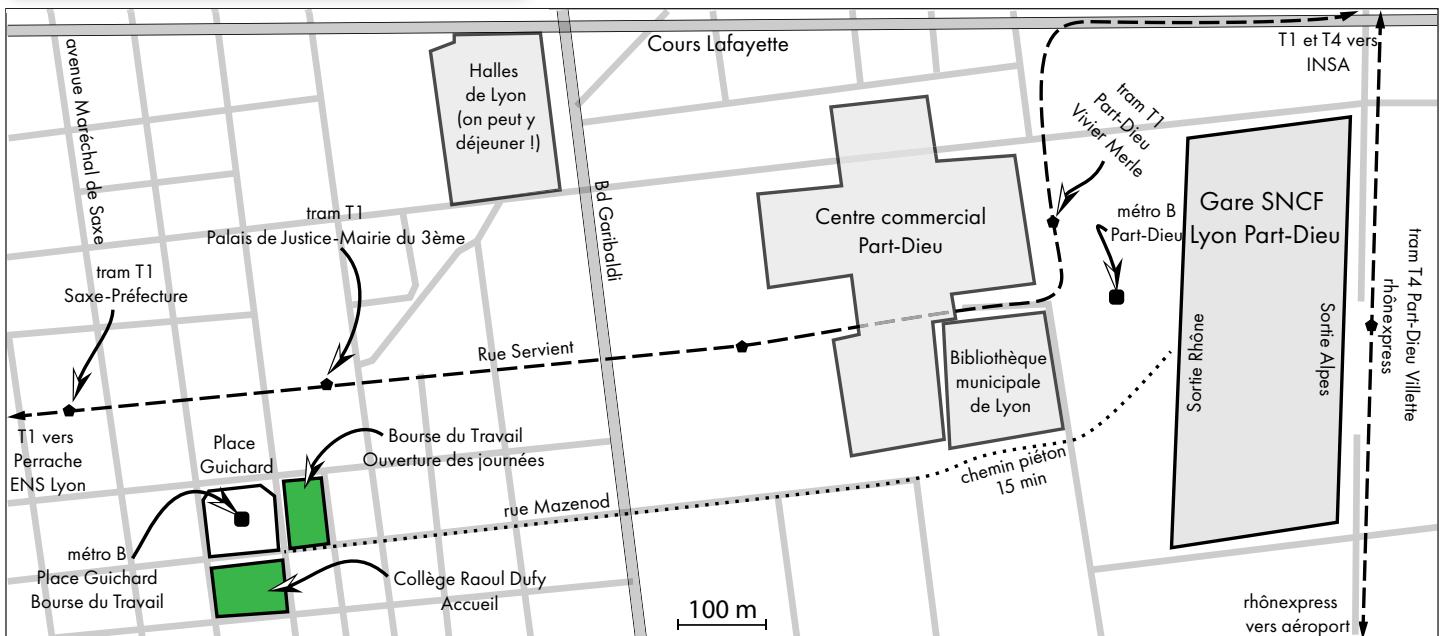 Cours Lafayette
T1 et T4 vers
INSA
avenue Maréchal de Saxe
Halles
de Lyon
(on peut y
déjeuner !)
tram T1
Part-Dieu
Vivier Merle
Bd Garibaldi
tram T1
Palais de Justice-Mairie du 3ème
Centre commercial
Part-Dieu
métro B
Part-Dieu
Gare SNCF
Lyon Part-Dieu
tram T4 Part-Dieu Villette
rhônexpress
tram T1
Saxe-Préfecture
Rue Servient
Sortie Rhône
Sortie Alpes
Bibliothèque
municipale
de Lyon
T1 vers
Perrache
ENS Lyon
Place
Guichard
Bourse du Travail
Ouverture des journées
chemin piéton
15 min
rue Mazenod
métro B
Place Guichard
Bourse du Travail
Collège Raoul Dufy
Accueil
100 m
rhônexpress
vers aéroport